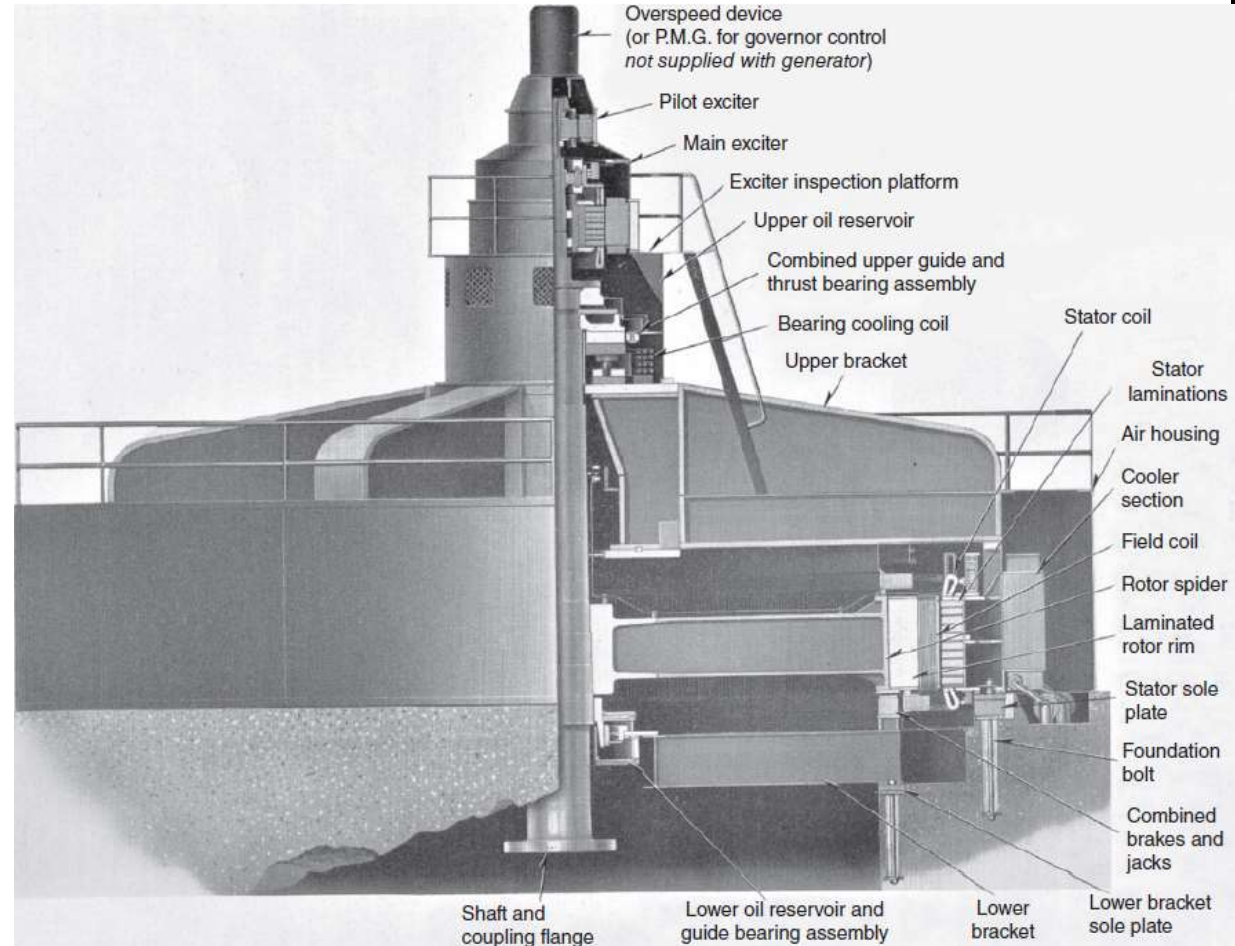 Overspeed device
(or P.M.G. for governor control
not supplied with generator)
Pilot exciter
Main exciter
Exciter inspection platform
Upper oil reservoir
Combined upper guide and
thrust bearing assembly
Bearing cooling coil
Upper bracket
Stator coil
Stator
laminations
Air housing
Cooler
section
Field coil
Rotor spider
Laminated
rotor rim
Stator sole
plate
Foundation
bolt
Combined
brakes and
jacks
Lower bracket
sole plate
Lower
bracket
Lower oil reservoir and
guide bearing assembly
Shaft and
coupling flange